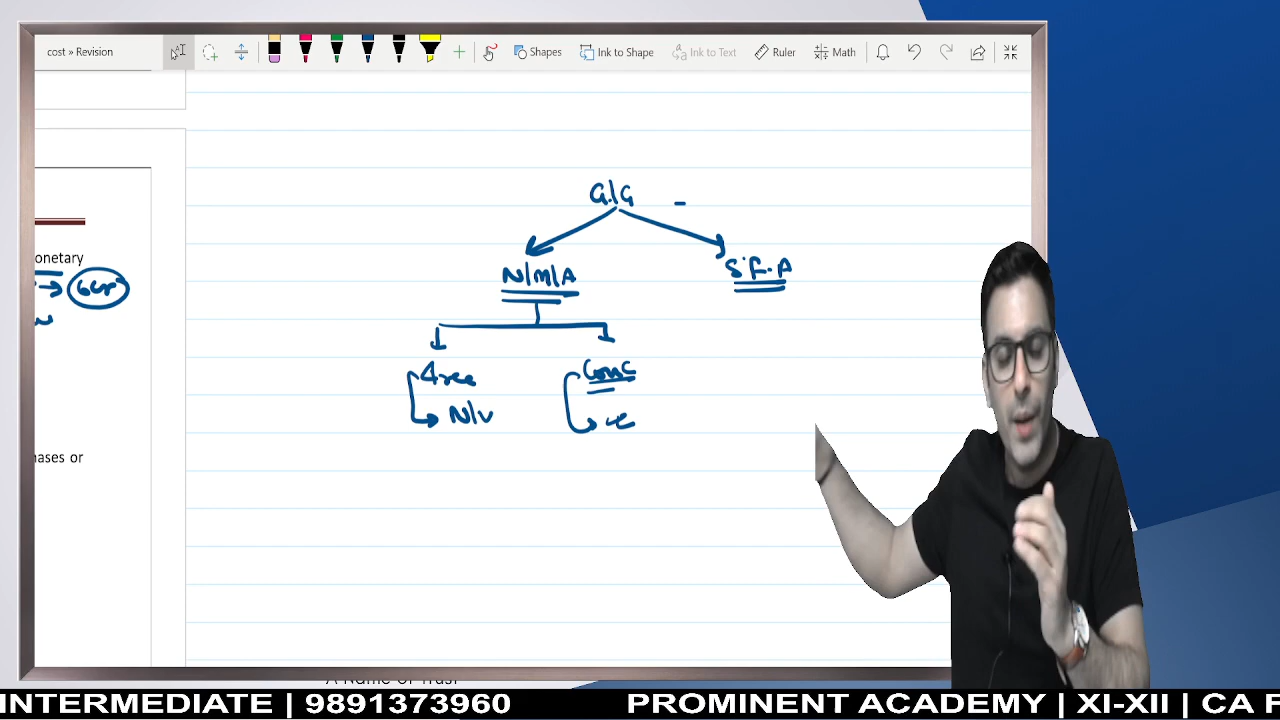 cost » Revision
Shapes
Ink to Shape
Ink to Text
Ruler
Math
G/G
onetary
N/M/A
S.F.A
Free
Conc
N/V
hases or
INTERMEDIATE | 9891373960 PROMINENT ACADEMY | XI-XII | CA F